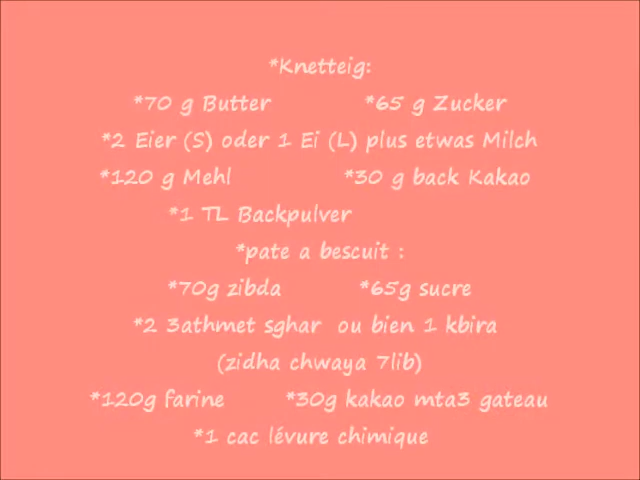 *Knetteig:
*70 g Butter *65 g Zucker
*2 Eier (S) oder 1 Ei (L) plus etwas Milch
*120 g Mehl *30 g back Kakao
*1 TL Backpulver
*pate a bescuit :
*70g zibda *65g sucre
*2 3athmet sghar ou bien 1 kbira
(zidha chwaya 7lib)
*120g farine *30g kakao mta3 gateau
*1 cac lévure chimique